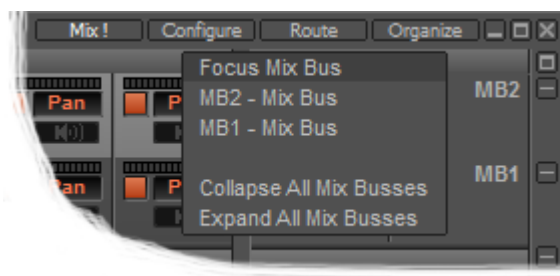 Mix ! Configure Route Organize
Focus Mix Bus
MB2 - Mix Bus
MB1 - Mix Bus
Collapse All Mix Busses
Expand All Mix Busses
MB2
MB1
Pan P
Pan P